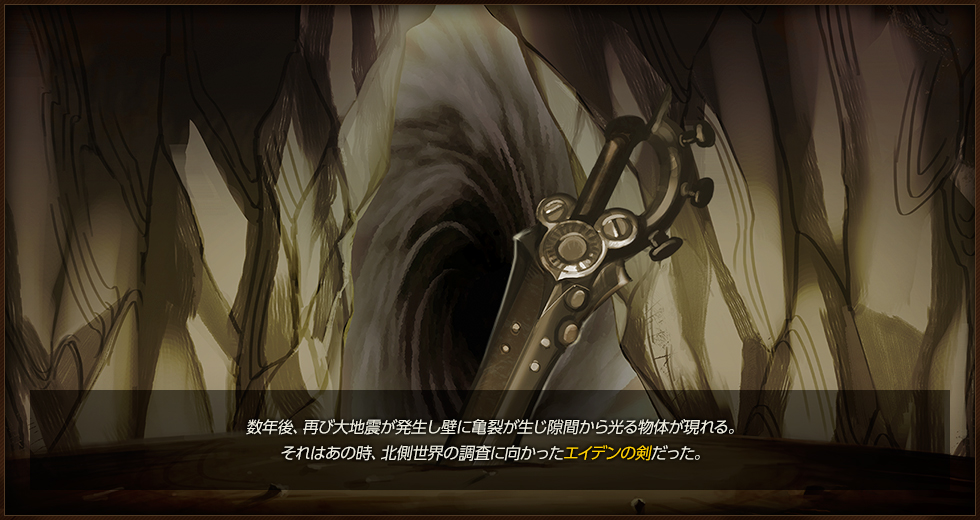 数年後、再び大地震が発生し壁に亀裂が生じ隙間から光る物体が現れる。
それはあの時、北側世界の調査に向かったエイデンの剣だった。